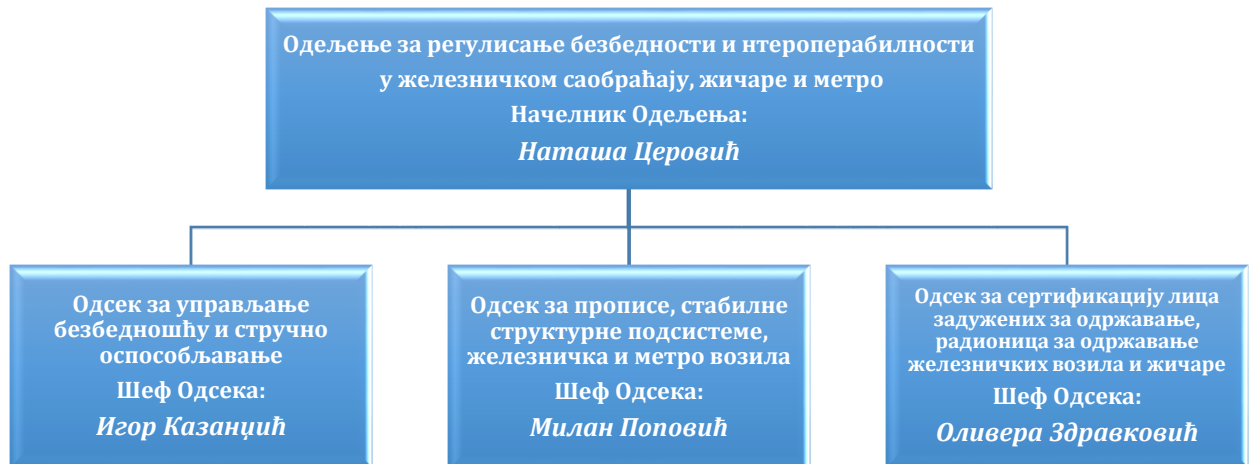 Одељење за регулисање безбедности и нтероперабилности
у железничком саобраћају, жичаре и метро
Начелник Одељења:
Наташа Церовић
Одсек за управљање
безбедношћу и стручно
оспособљавање
Шеф Одсека:
Игор Казанџић
Одсек за прописе, стабилне
структурне подсистеме,
железничка и метро возила
Шеф Одсека:
Милан Поповић
Одсек за сертификацију лица
задужених за одржавање,
радионица за одржавање
железничких возила и жичаре
Шеф Одсека:
Оливера Здравковић